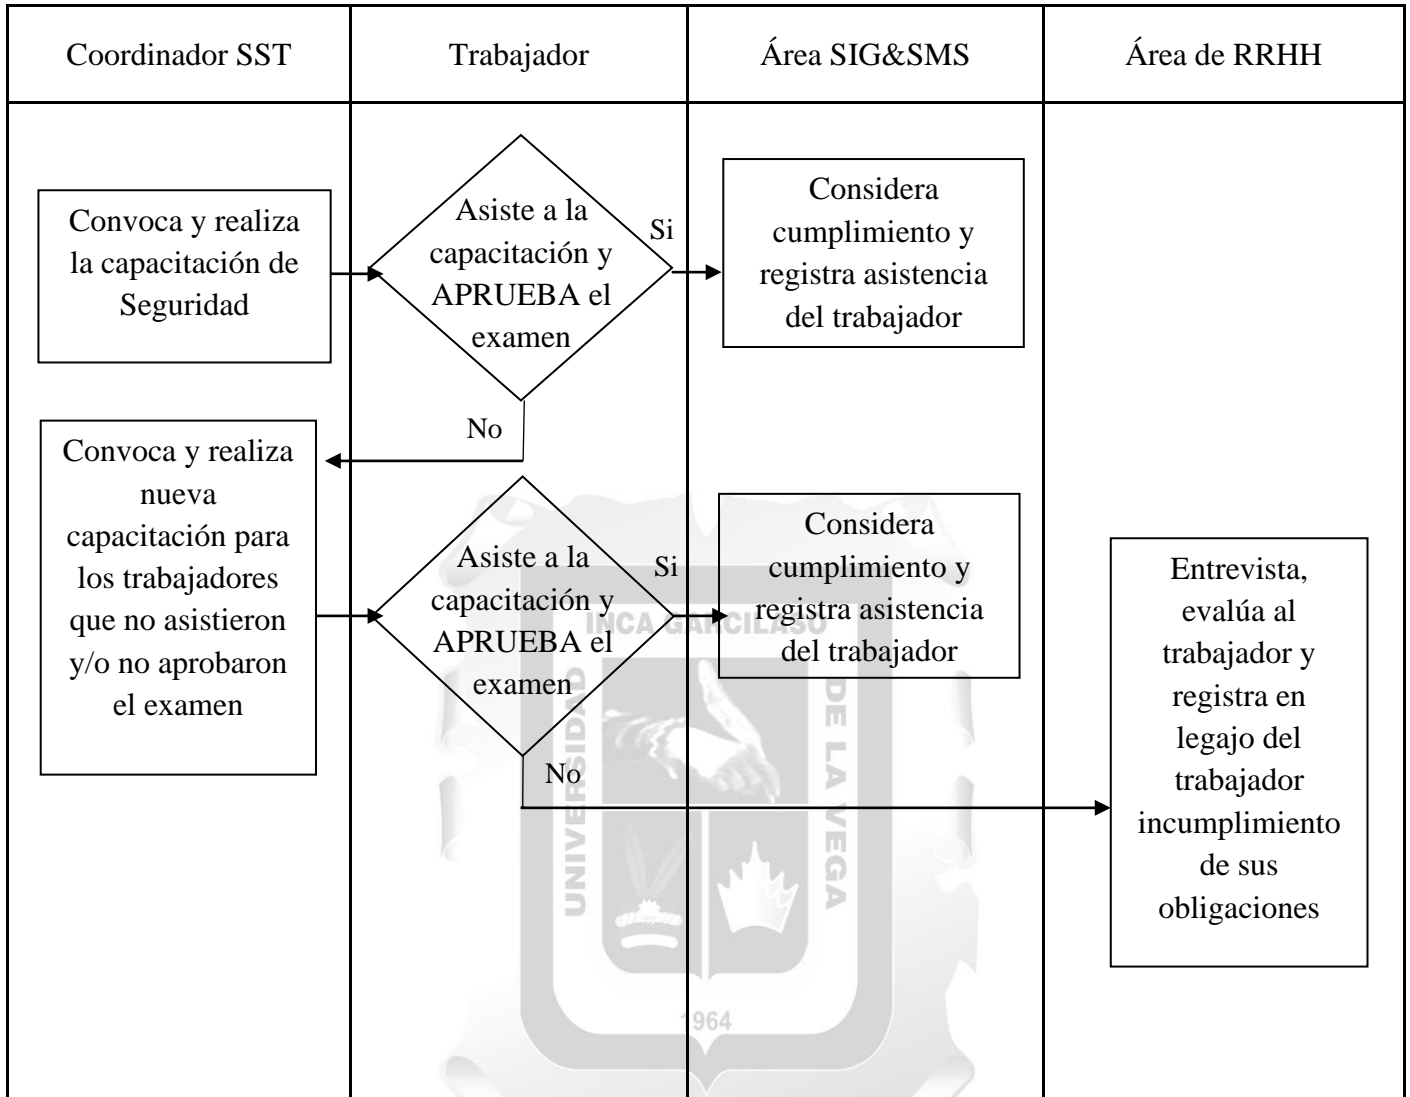 Coordinador SST
Trabajador
Área SIG&SMS
Área de RRHH
Convoca y realiza
la capacitación de
Seguridad
Asiste a la
capacitación y
APRUEBA el
examen
Si
Considera
cumplimiento y
registra asistencia
del trabajador
No
Convoca y realiza
nueva
capacitación para
los trabajadores
que no asistieron
y/o no aprobaron
el examen
Asiste a la
capacitación y
APRUEBA el
examen
Si
Considera
cumplimiento y
registra asistencia
del trabajador
No
Entrevista,
evalúa al
trabajador y
registra en
legajo del
trabajador
incumplimiento
de sus
obligaciones
UNIVERSIDAD
INCA GARCILASO
DE LA VEGA
1964